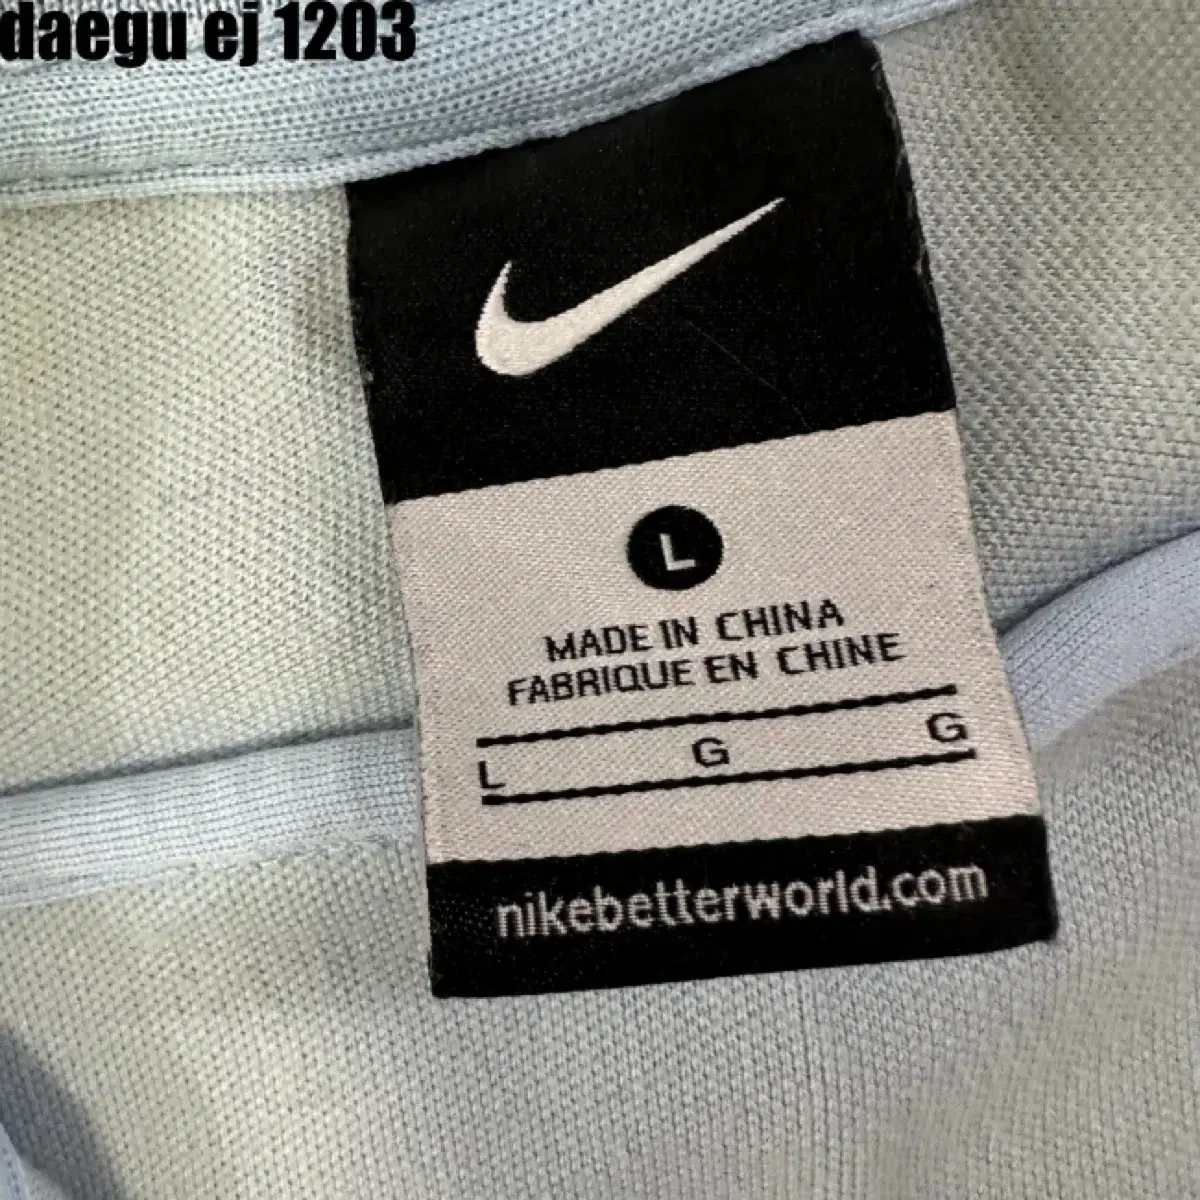 daegu ej 1203
L
MADE IN CHINA
FABRIQUE EN CHINE
L G G
nikebetterworld.com